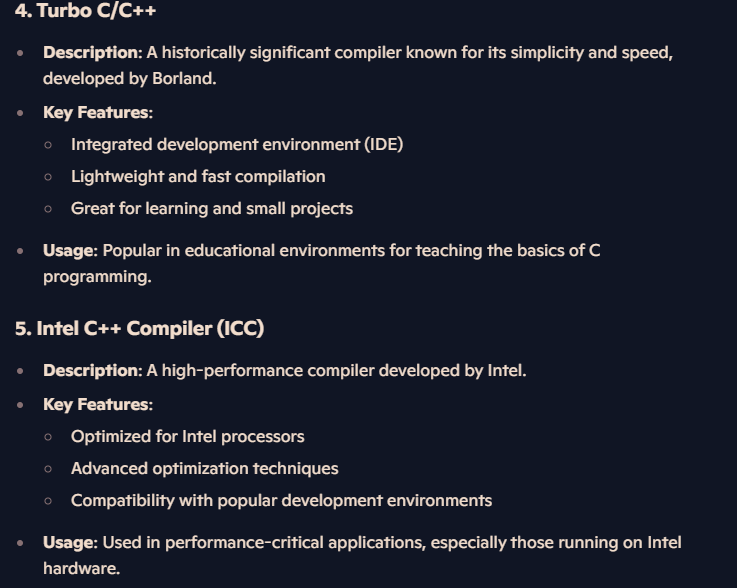 4. Turbo C/C++
Description: A historically significant compiler known for its simplicity and speed,
developed by Borland.
Key Features:
Integrated development environment (IDE)
Lightweight and fast compilation
Great for learning and small projects
Usage: Popular in educational environments for teaching the basics of C
programming.
5. Intel C++ Compiler (ICC)
Description: A high-performance compiler developed by Intel.
Key Features:
Optimized for Intel processors
Advanced optimization techniques
Compatibility with popular development environments
Usage: Used in performance-critical applications, especially those running on Intel
hardware.